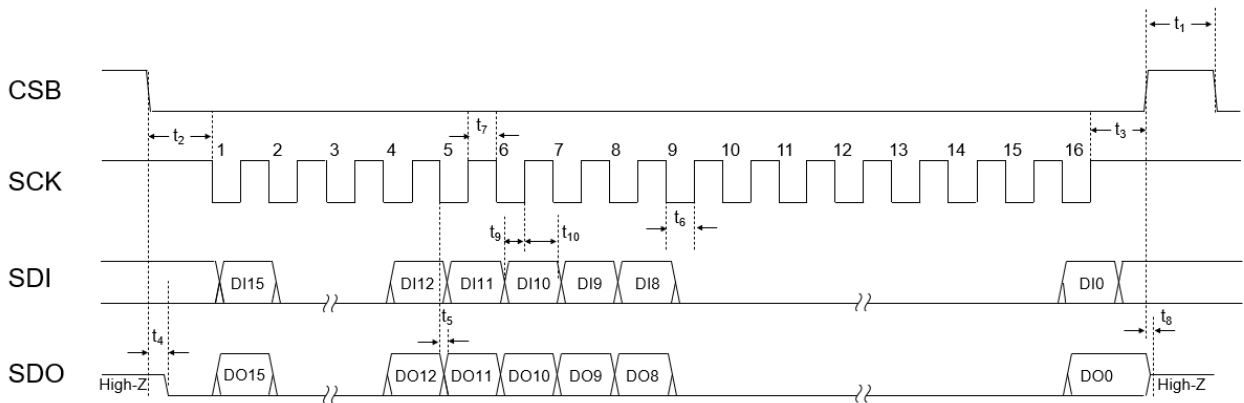 t1
CSB
t2
t7
t3
SCK
1 2 3 4 5 6 7 8 9 10 11 12 13 14 15 16
t6
t9 t10
SDI
DI15 DI12 DI11 DI10 DI9 DI8 DI0
t4
t5
t8
SDO
High-Z DO15 DO12 DO11 DO10 DO9 DO8 DO0 High-Z